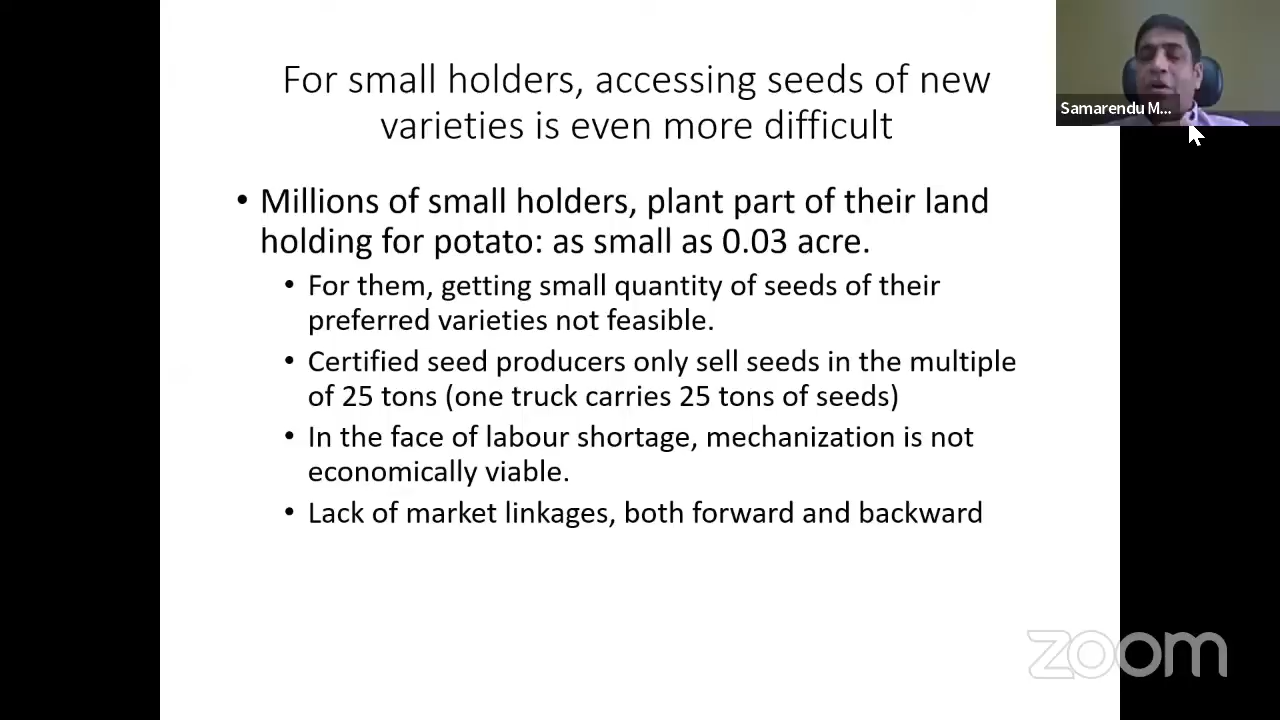 For small holders, accessing seeds of new
varieties is even more difficult
• Millions of small holders, plant part of their land
holding for potato: as small as 0.03 acre.
• For them, getting small quantity of seeds of their
preferred varieties not feasible.
• Certified seed producers only sell seeds in the multiple
of 25 tons (one truck carries 25 tons of seeds)
• In the face of labour shortage, mechanization is not
economically viable.
• Lack of market linkages, both forward and backward
Samarendu M...
zoom